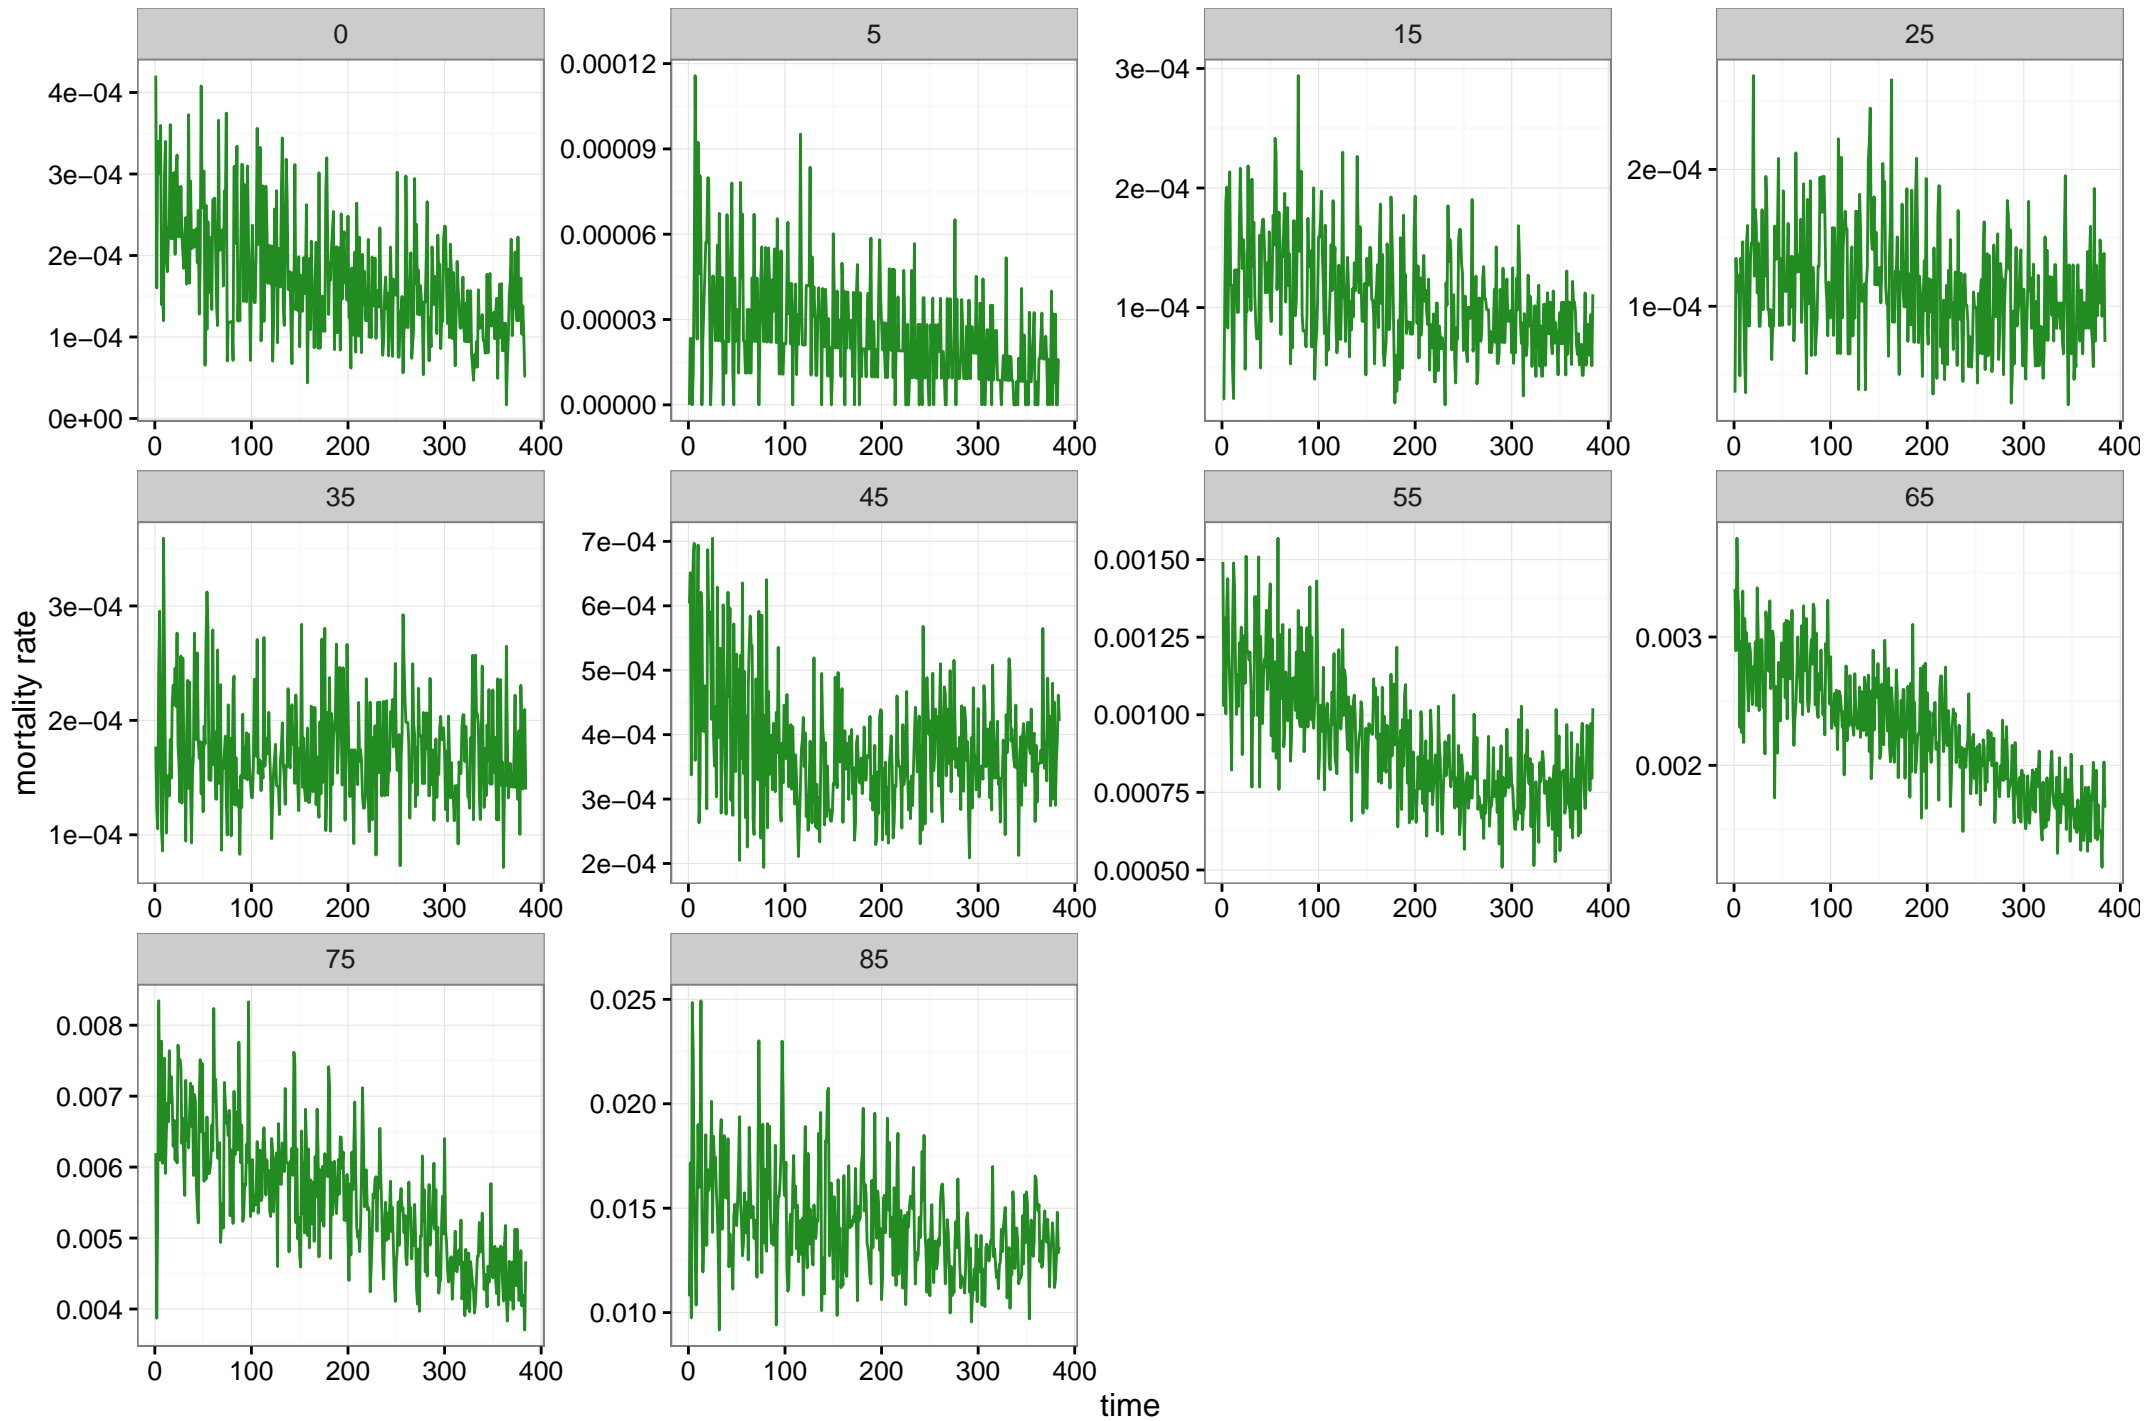 0
5
15
25
4e−04
3e−04
2e−04
1e−04
0e+00
0.00012
0.00009
0.00006
0.00003
0.00000
3e−04
2e−04
1e−04
2e−04
1e−04
0 100 200 300 400
0 100 200 300 400
0 100 200 300 400
0 100 200 300 400
35
45
55
65
mortality rate
3e−04
2e−04
1e−04
7e−04
6e−04
5e−04
4e−04
3e−04
2e−04
0.00150
0.00125
0.00100
0.00075
0.00050
0.003
0.002
0 100 200 300 400
0 100 200 300 400
0 100 200 300 400
0 100 200 300 400
75
85
0.008
0.007
0.006
0.005
0.004
0.025
0.020
0.015
0.010
0 100 200 300 400
0 100 200 300 400
time